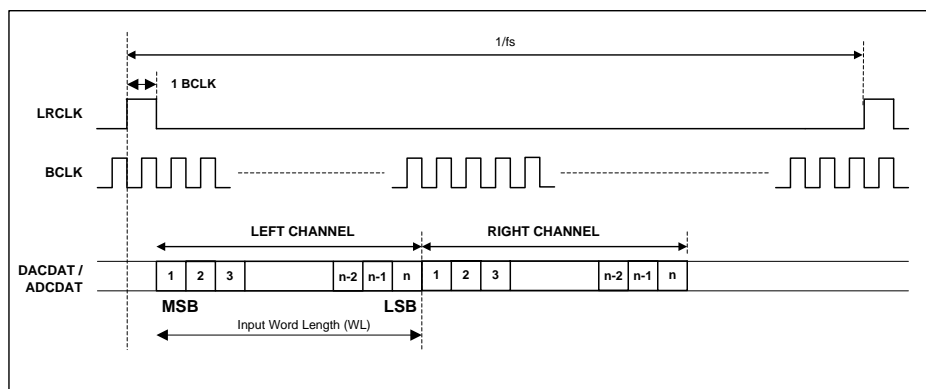 1/fs
1 BCLK
LRCLK
BCLK
LEFT CHANNEL RIGHT CHANNEL
DACDAT /
ADCDAT
1 2 3 n-2 n-1 n 1 2 3 n-2 n-1 n
MSB LSB
Input Word Length (WL)